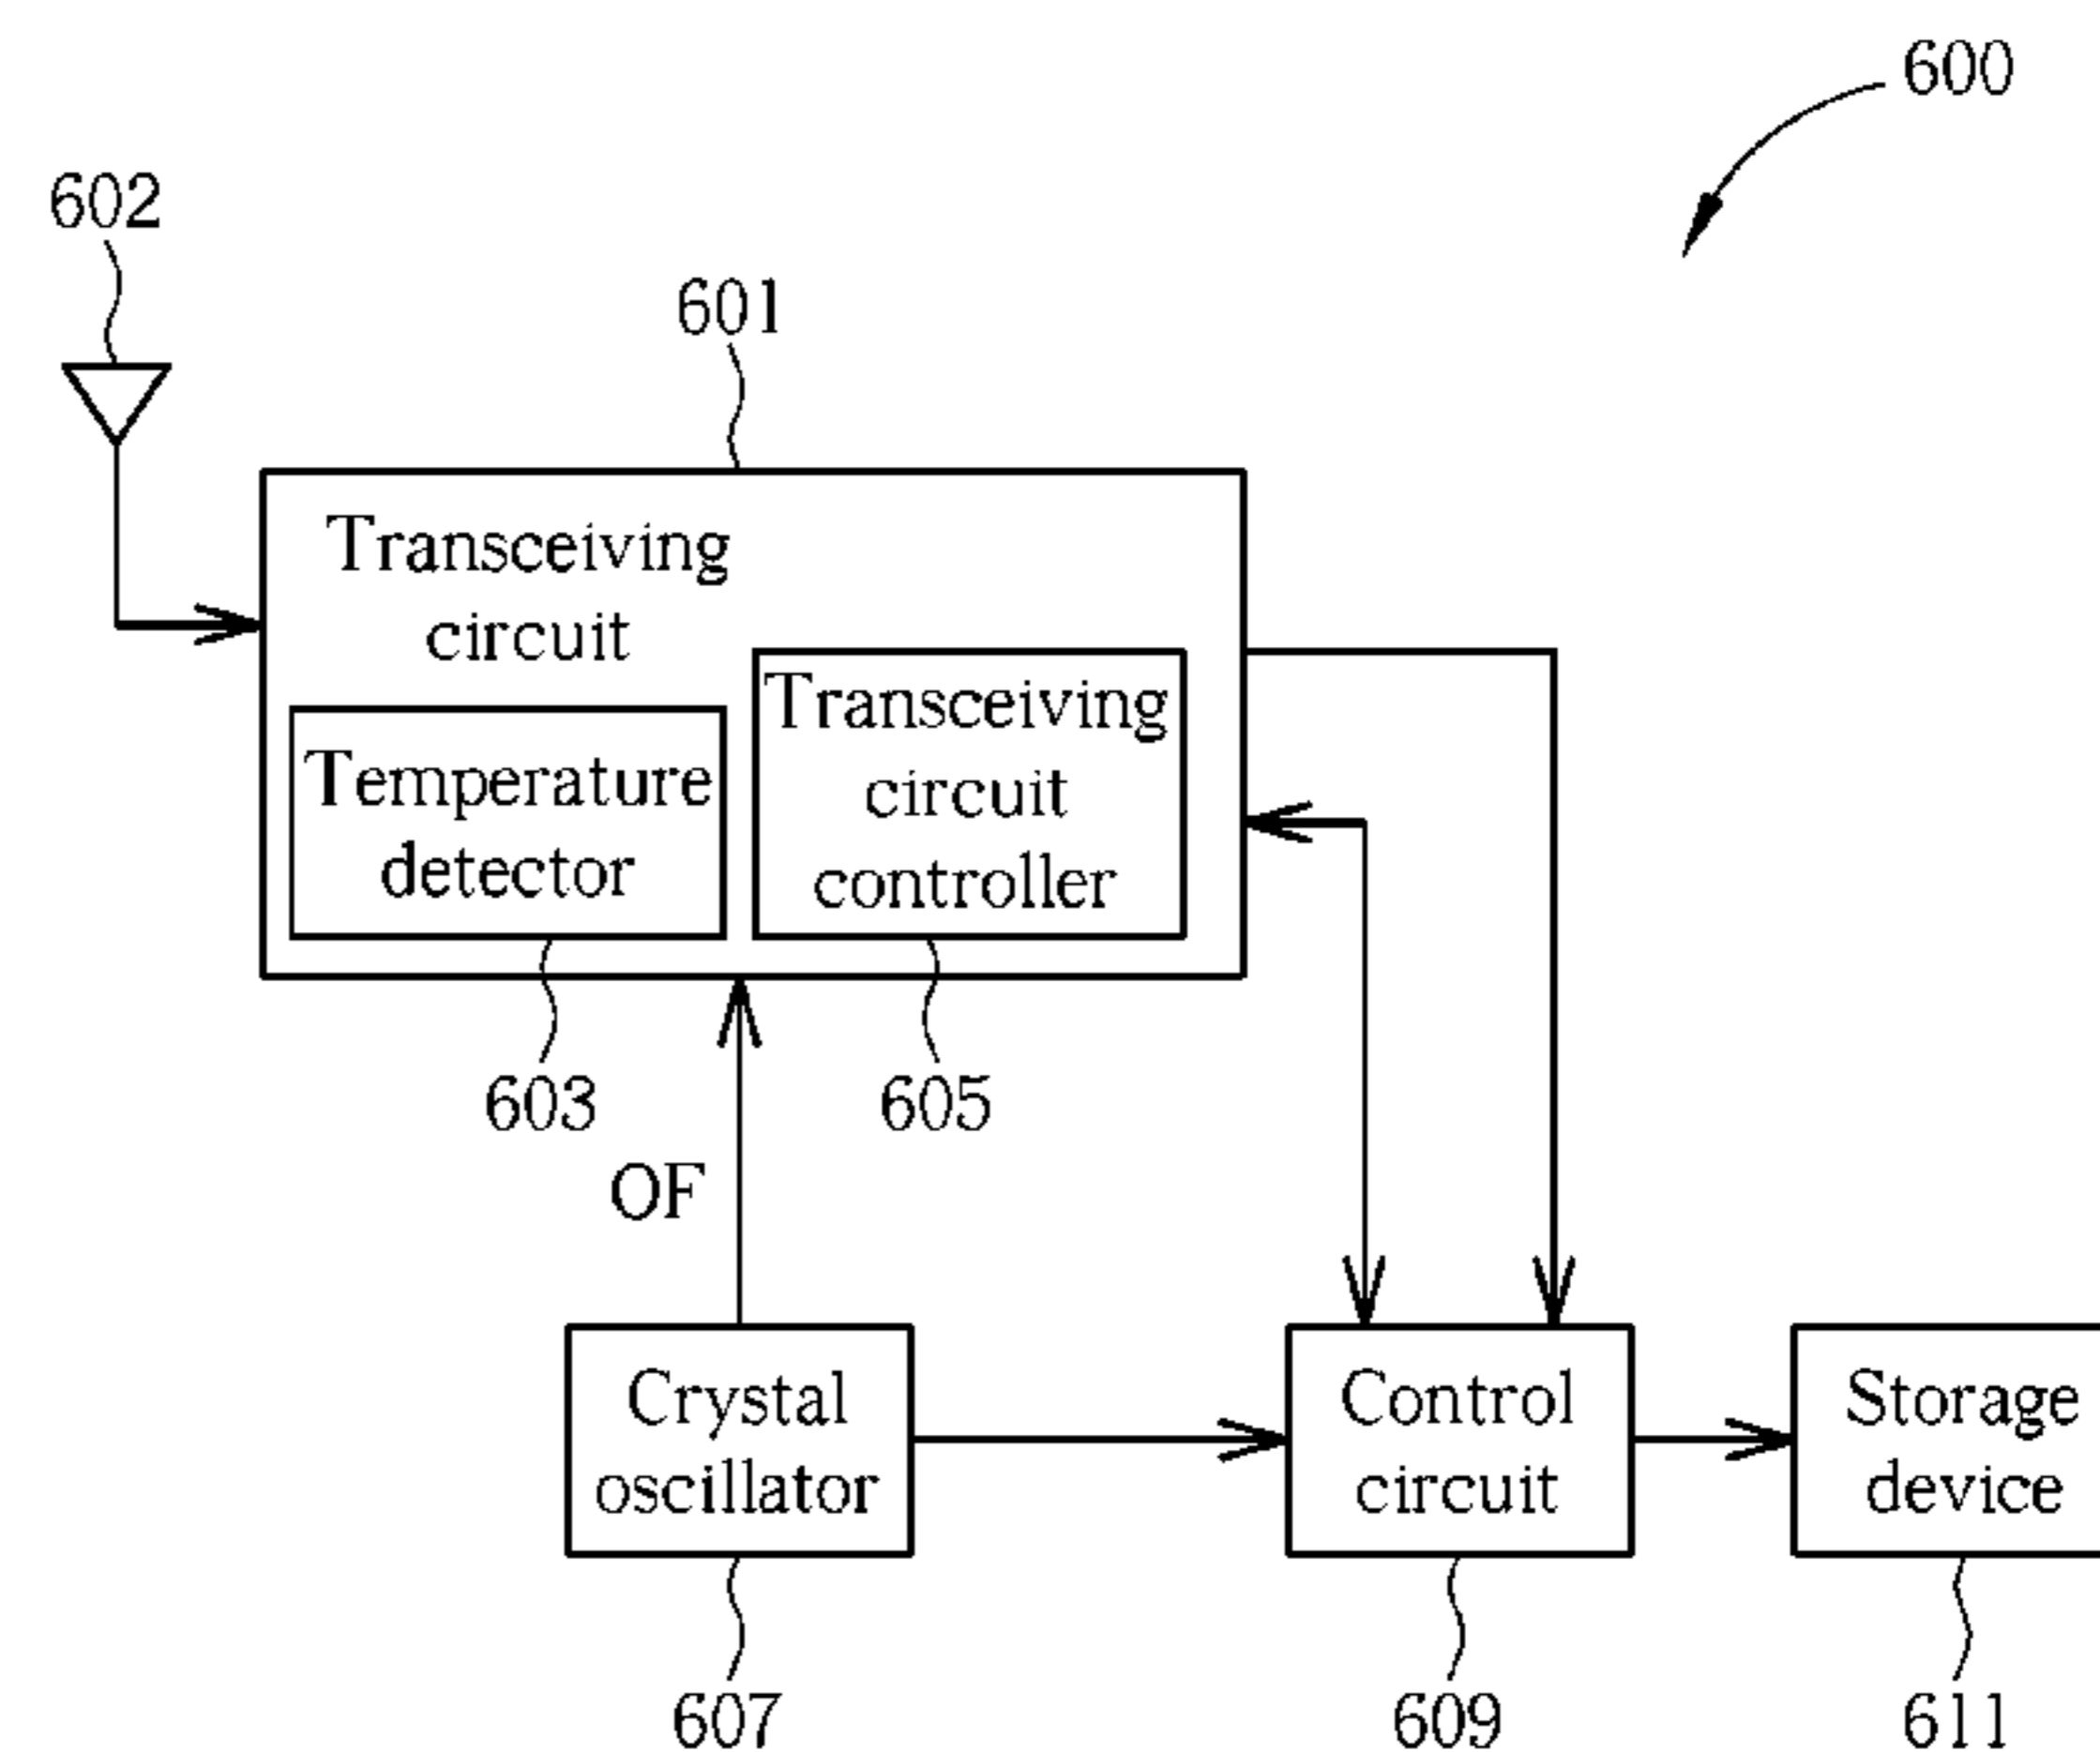 600
602
601
Transceiving
circuit
Transceiving
circuit
controller
Temperature
detector
603
605
OF
Crystal
oscillator
Control
circuit
Storage
device
607
609
611